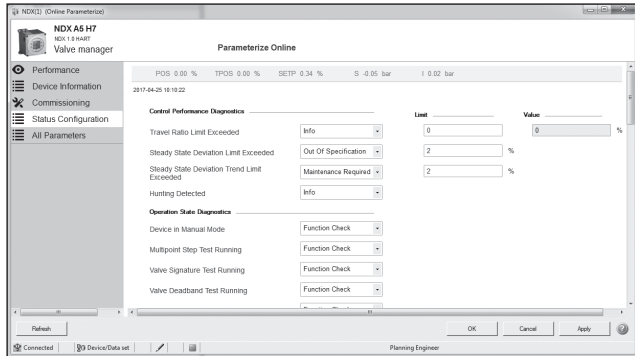 NDX(1) (Online Parameterize)
NDX A5 H7
NDX 1.0 HART
Valve manager
Parameterize Online
Performance
Device Information
Commissioning
Status Configuration
All Parameters
POS 0.00 % TPOS 0.00 % SETP 0.34 % S -0.05 bar I 0.02 bar
2017-04-25 10:10:22
Control Performance Diagnostics Limit Value
Travel Ratio Limit Exceeded Info 0 0 %
Steady State Deviation Limit Exceeded Out Of Specification 2 %
Steady State Deviation Trend Limit
Exceeded Maintenance Required 2 %
Hunting Detected Info
Operation State Diagnostics
Device in Manual Mode Function Check
Multipoint Step Test Running Function Check
Valve Signature Test Running Function Check
Valve Deadband Test Running Function Check
Refresh OK Cancel Apply
Connected Device/Data set Planning Engineer